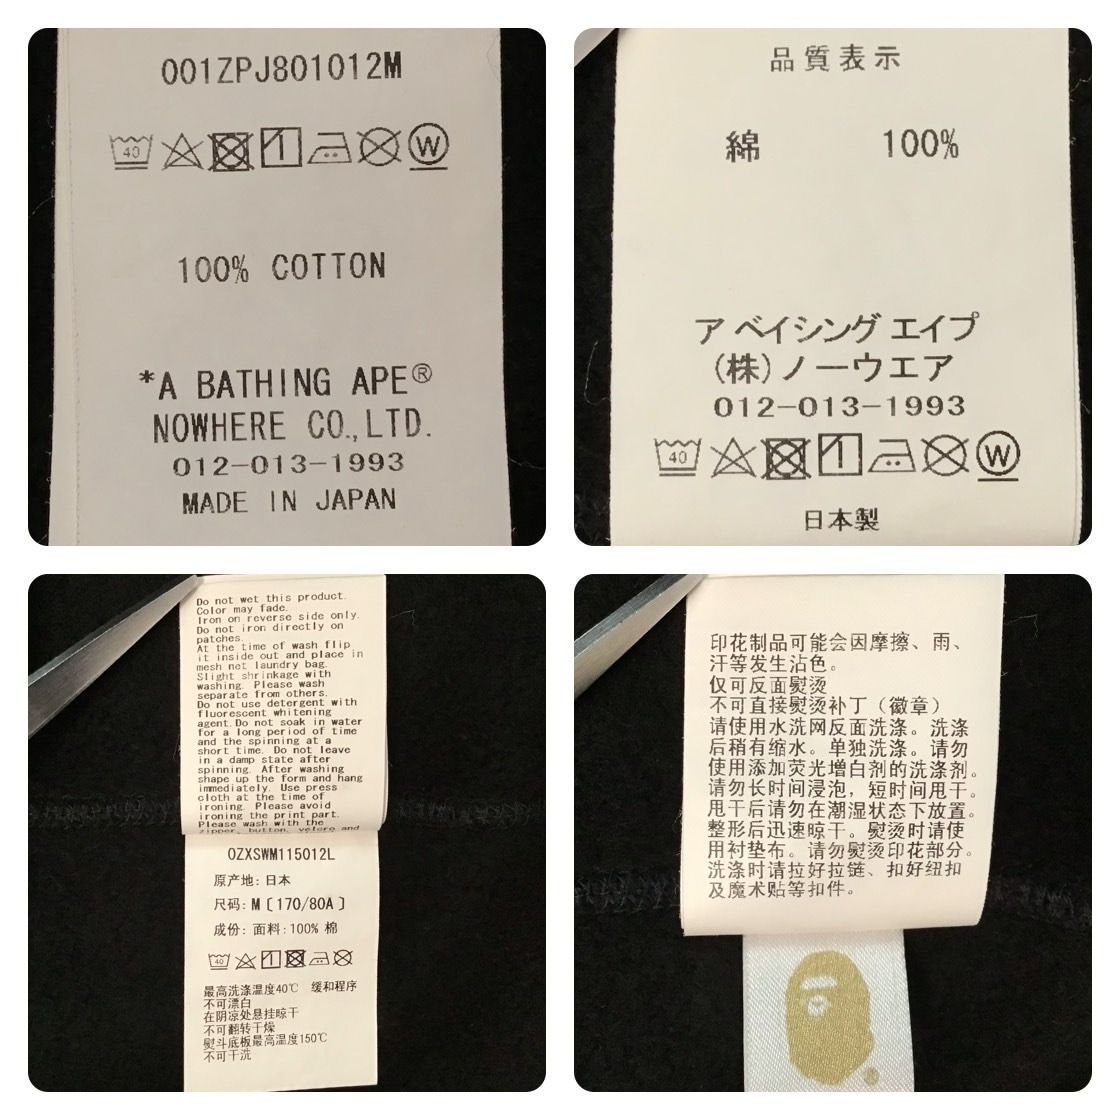 001ZPJ801012M
40
W
100% COTTON
*A BATHING APE®
NOWHERE CO.,LTD.
012-013-1993
MADE IN JAPAN
品質表示
綿 100%
ア ベイシング エイプ
(株)ノーウエア
012-013-1993
40
W
日本製
Do not wet this product.
Color may fade.
Iron on reverse side only.
Do not iron directly on
patches.
At the time of wash flip
it inside out and place in
mesh net laundry bag.
Slight shrinkage with
washing. Please wash
separate from others.
Do not use detergent with
fluorescent whitening
agent.Do not soak in water
for a long period of time
and the spinning at a
short time. Do not leave
in a damp state after
spinning. After washing
shape up the form and hang
immediately. Use press
cloth at the time of
ironing. Please avoid
ironing the print part.
Please wash with the
zipper, button, velcro and
OZXSWM115012L
原产地: 日本
尺码: M [170/80A]
成份: 面料: 100% 棉
40
最高洗涤温度40℃ 缓和程序
不可漂白
在阴凉处悬挂晾干
不可翻转干燥
熨斗底板最高温度150℃
不可干洗
印花制品可能会因摩擦、雨、
汗等发生沾色。
仅可反面熨烫
不可直接熨烫补丁（徽章）
请使用水洗网反面洗涤。洗涤
后稍有缩水。单独洗涤。请勿
使用添加荧光增白剂的洗涤剂。
请勿长时间浸泡，短时间甩干。
甩干后请勿在潮湿状态下放置。
整形后迅速晾干。熨烫时请使
用衬垫布。请勿熨烫印花部分。
洗涤时请拉好拉链、扣好纽扣
及魔术贴等扣件。
®